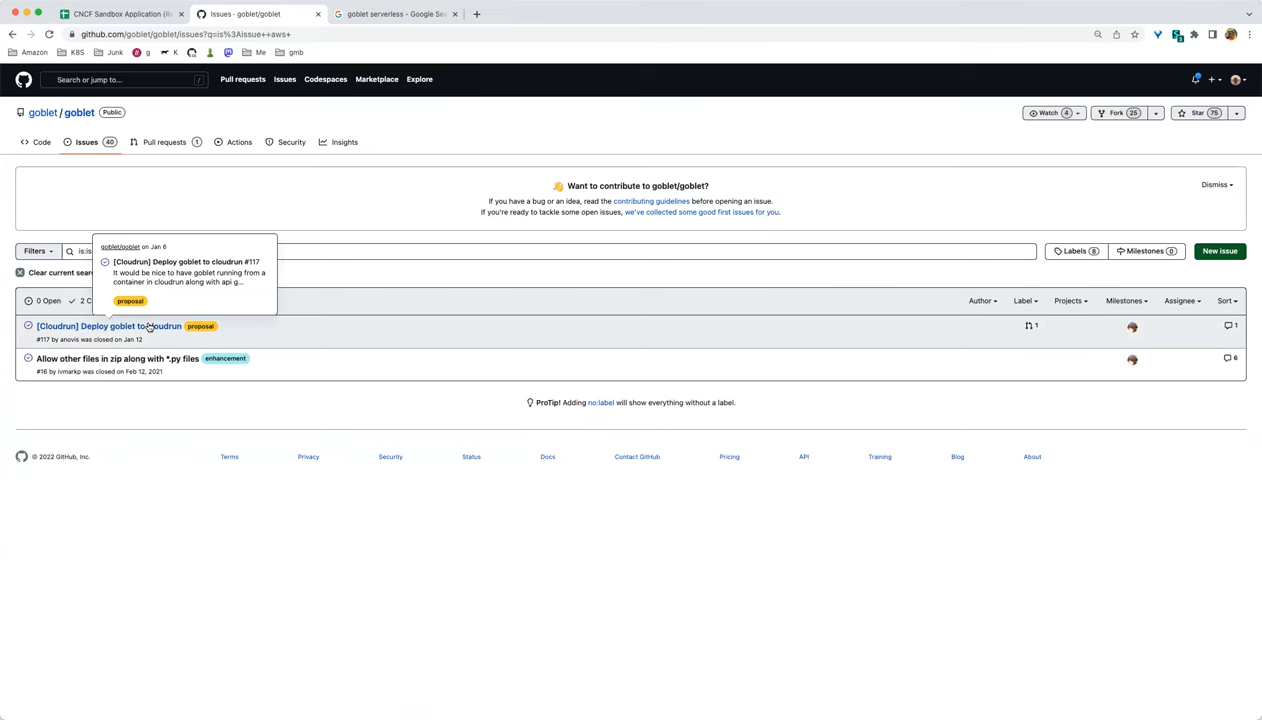 CNCF Sandbox Application (Re
Issues · goblet/goblet
goblet serverless - Google Sea
github.com/goblet/goblet/issues?q=is%3Aissue++aws+
Amazon
K8S
Junk
g
K
Me
gmb
Search or jump to...
/
Pull requests
Issues
Codespaces
Marketplace
Explore
goblet / goblet
Public
Watch 4
Fork 25
Star 75
Code
Issues 40
Pull requests 1
Actions
Security
Insights
Want to contribute to goblet/goblet?
Dismiss
If you have a bug or an idea, read the contributing guidelines before opening an issue.
If you're ready to tackle some open issues, we've collected some good first issues for you.
goblet/goblet on Jan 6
[Cloudrun] Deploy goblet to cloudrun #117
It would be nice to have goblet running from a
container in cloudrun along with api g...
proposal
Filters
is:is
Labels 8
Milestones 0
New issue
Clear current sear
0 Open
2 C
Author
Label
Projects
Milestones
Assignee
Sort
[Cloudrun] Deploy goblet to cloudrun
proposal
1
1
#117 by anovis was closed on Jan 12
Allow other files in zip along with *.py files
enhancement
6
#16 by ivmarkp was closed on Feb 12, 2021
ProTip! Adding no:label will show everything without a label.
© 2022 GitHub, Inc.
Terms
Privacy
Security
Status
Docs
Contact GitHub
Pricing
API
Training
Blog
About